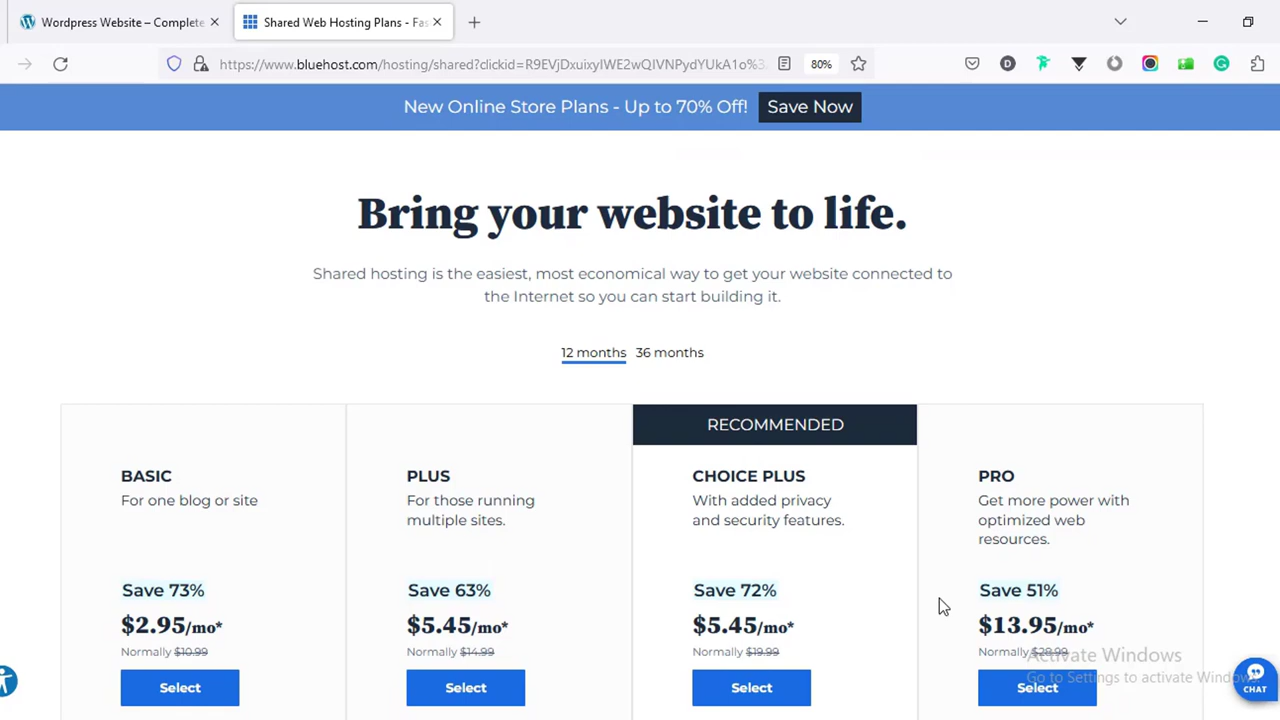 Wordpress Website – Complete
Shared Web Hosting Plans - Fas
https://www.bluehost.com/hosting/shared?clickid=R9EVjDxuixyIWE2wQIVNPydYUkA1o%3
80%
New Online Store Plans - Up to 70% Off!
Save Now
Bring your website to life.
Shared hosting is the easiest, most economical way to get your website connected to
the Internet so you can start building it.
12 months 36 months
RECOMMENDED
BASIC
For one blog or site
Save 73%
$2.95/mo*
Normally $10.99
Select
PLUS
For those running
multiple sites.
Save 63%
$5.45/mo*
Normally $14.99
Select
CHOICE PLUS
With added privacy
and security features.
Save 72%
$5.45/mo*
Normally $19.99
Select
PRO
Get more power with
optimized web
resources.
Save 51%
$13.95/mo*
Normally $28.99
Select
Activate Windows
Go to Settings to activate Windows.
CHAT